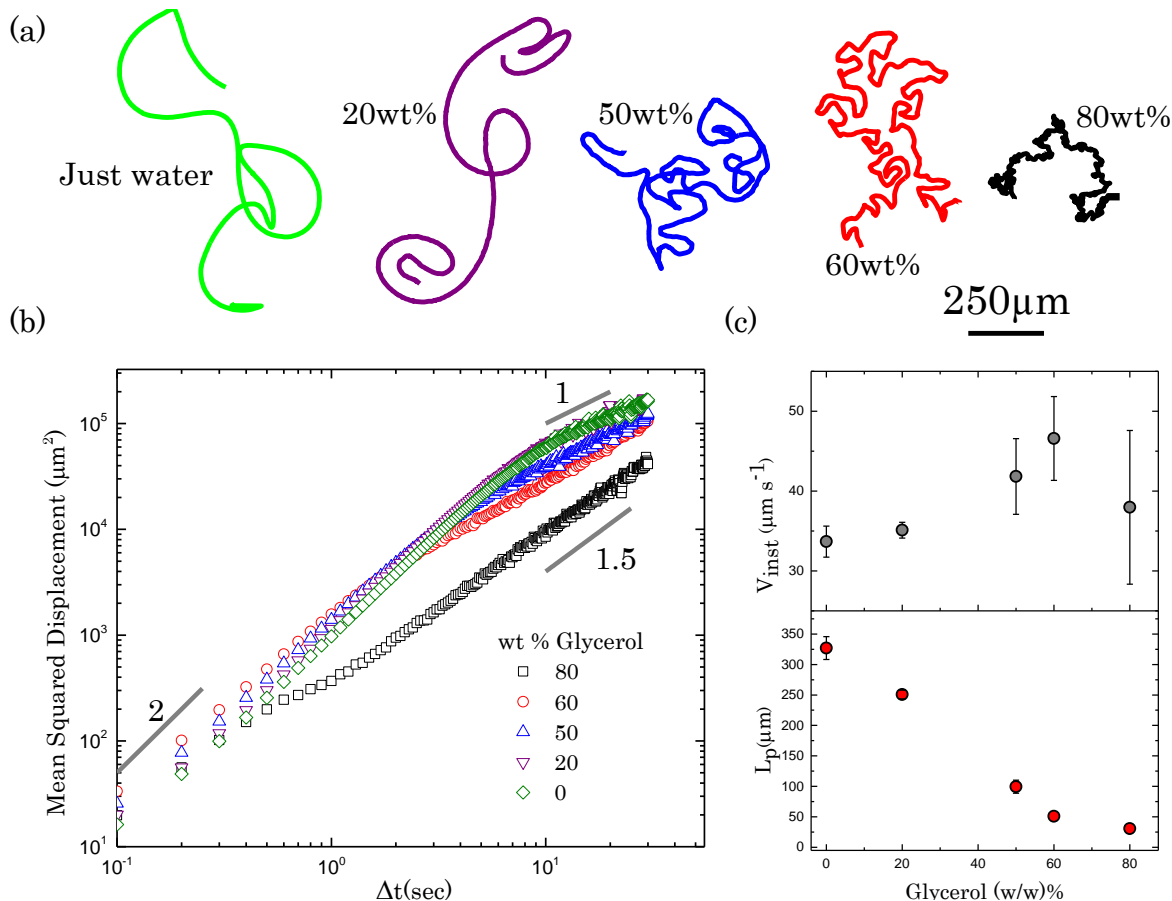 (a)
Just water
20wt%
50wt%
60wt%
80wt%
250µm
(b)
Mean Squared Displacement (µm²)
10⁵
10⁴
10³
10²
10¹
10⁻¹
10⁰
10¹
Δt(sec)
2
1
1.5
wt % Glycerol
80
60
50
20
0
(c)
V_inst (µm s⁻¹)
50
40
30
L_p(µm)
350
300
250
200
150
100
50
0
0
20
40
60
80
Glycerol (w/w)%